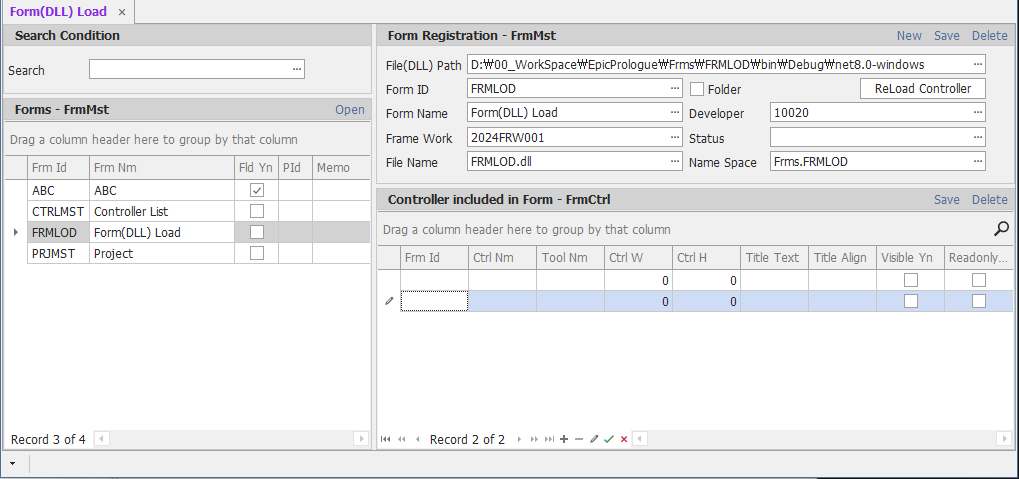 Form(DLL) Load ×
Search Condition
Search
Forms - FrmMst Open
Drag a column header here to group by that column
Frm Id Frm Nm Fld Yn PId Memo
ABC ABC
CTRLMST Controller List
FRMLOD Form(DLL) Load
PRJMST Project
Record 3 of 4
Form Registration - FrmMst New Save Delete
File(DLL) Path D:₩00_WorkSpace₩EpicPrologue₩Frms₩FRMLOD₩bin₩Debug₩net8.0-windows
Form ID FRMLOD Folder ReLoad Controller
Form Name Form(DLL) Load Developer 10020
Frame Work 2024FRW001 Status
File Name FRMLOD.dll Name Space Frms.FRMLOD
Controller included in Form - FrmCtrl Save Delete
Drag a column header here to group by that column
Frm Id Ctrl Nm Tool Nm Ctrl W Ctrl H Title Text Title Align Visible Yn Readonly...
0 0
0 0
Record 2 of 2